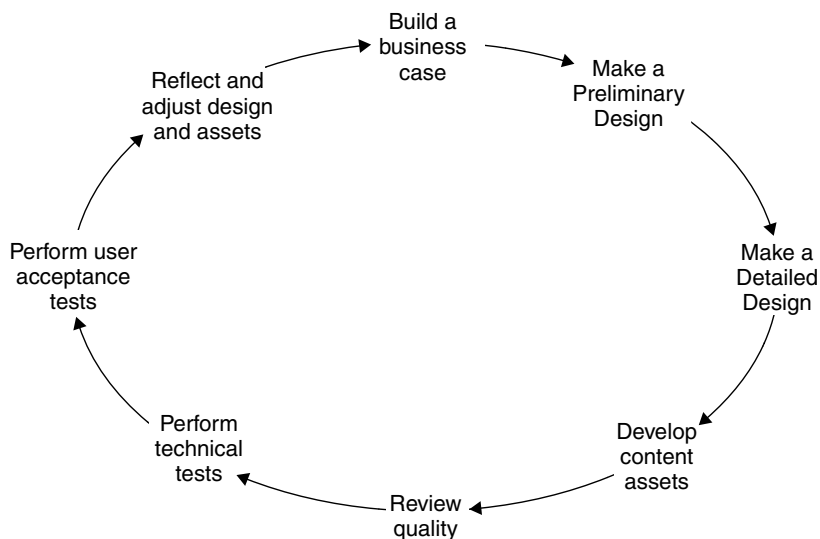 Build a
business
case
Make a
Preliminary
Design
Make a
Detailed
Design
Develop
content
assets
Review
quality
Perform
technical
tests
Perform user
acceptance
tests
Reflect and
adjust design
and assets